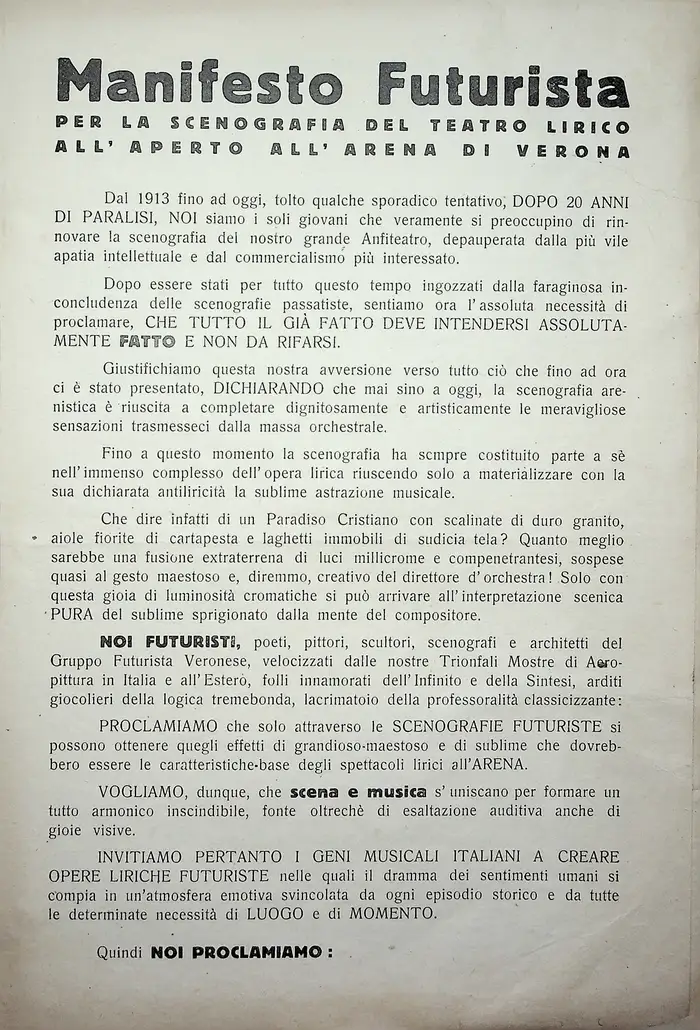 Manifesto Futurista
PER LA SCENOGRAFIA DEL TEATRO LIRICO
ALL' APERTO ALL' ARENA DI VERONA
Dal 1913 fino ad oggi, tolto qualche sporadico tentativo, DOPO 20 ANNI
DI PARALISI, NOI siamo i soli giovani che veramente si preoccupino di rin-
novare la scenografia del nostro grande Anfiteatro, depauperata dalla più vile
apatia intellettuale e dal commercialismo più interessato.
Dopo essere stati per tutto questo tempo ingozzati dalla faraginosa in-
concludenza delle scenografie passatiste, sentiamo ora l'assoluta necessità di
proclamare, CHE TUTTO IL GIÀ FATTO DEVE INTENDERSI ASSOLUTA-
MENTE FATTO E NON DA RIFARSI.
Giustifichiamo questa nostra avversione verso tutto ciò che fino ad ora
ci è stato presentato, DICHIARANDO che mai sino a oggi, la scenografia are-
nistica è riuscita a completare dignitosamente e artisticamente le meravigliose
sensazioni trasmesseci dalla massa orchestrale.
Fino a questo momento la scenografia ha sempre costituito parte a sè
nell'immenso complesso dell'opera lirica riuscendo solo a materializzare con la
sua dichiarata antiliricità la sublime astrazione musicale.
Che dire infatti di un Paradiso Cristiano con scalinate di duro granito,
aiole fiorite di cartapesta e laghetti immobili di sudicia tela? Quanto meglio
sarebbe una fusione extraterrena di luci millicrome e compenetrantesi, sospese
quasi al gesto maestoso e, diremmo, creativo del direttore d'orchestra! Solo con
questa gioia di luminosità cromatiche si può arrivare all'interpretazione scenica
PURA del sublime sprigionato dalla mente del compositore.
NOI FUTURISTI, poeti, pittori, scultori, scenografi e architetti del
Gruppo Futurista Veronese, velocizzati dalle nostre Trionfali Mostre di Aero-
pittura in Italia e all'Estero, folli innamorati dell'Infinito e della Sintesi, arditi
giocolieri della logica tremebonda, lacrimatoio della professoralità classicizzante:
PROCLAMIAMO che solo attraverso le SCENOGRAFIE FUTURISTE si
possono ottenere quegli effetti di grandioso-maestoso e di sublime che dovreb-
bero essere le caratteristiche-base degli spettacoli lirici all'ARENA.
VOGLIAMO, dunque, che scena e musica s'uniscano per formare un
tutto armonico inscindibile, fonte oltrechè di esaltazione auditiva anche di
gioie visive.
INVITIAMO PERTANTO I GENI MUSICALI ITALIANI A CREARE
OPERE LIRICHE FUTURISTE nelle quali il dramma dei sentimenti umani si
compia in un'atmosfera emotiva svincolata da ogni episodio storico e da tutte
le determinate necessità di LUOGO e di MOMENTO.
Quindi NOI PROCLAMIAMO: